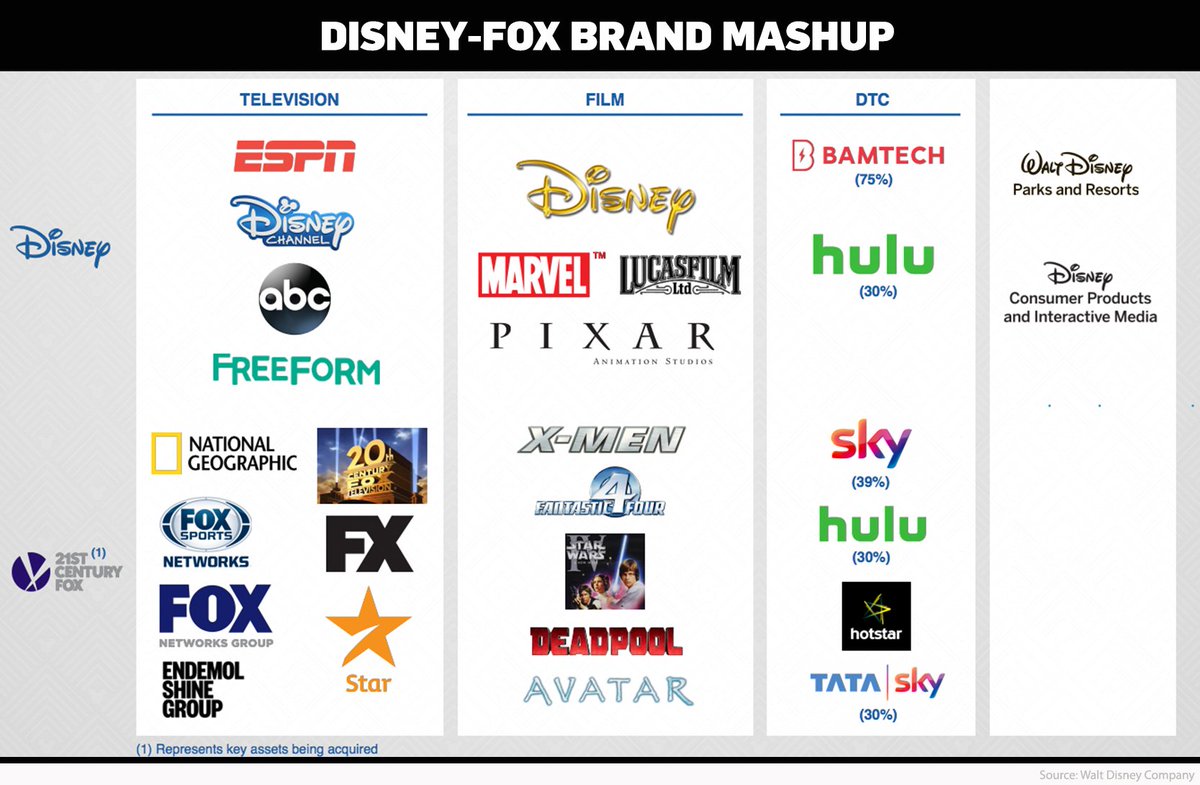 DISNEY-FOX BRAND MASHUP
TELEVISION
FILM
DTC
Disney
ESPN
Disney
CHANNEL
abc
FREEFORM
Disney
MARVEL™
LUCASFILM
Ltd
PIXAR
ANIMATION STUDIOS
BAMTECH
(75%)
hulu
(30%)
WALT DISNEY
Parks and Resorts
Disney
Consumer Products
and Interactive Media
21ST (1)
CENTURY
FOX
NATIONAL
GEOGRAPHIC
20th
CENTURY
FOX
TELEVISION
FOX
SPORTS
NETWORKS
FX
FOX
NETWORKS GROUP
Star
ENDEMOL
SHINE
GROUP
X-MEN
4
FANTASTIC FOUR
STAR
WARS
IV
DEADPOOL
AVATAR
sky
(39%)
hulu
(30%)
hotstar
TATA sky
(30%)
(1) Represents key assets being acquired
Source: Walt Disney Company